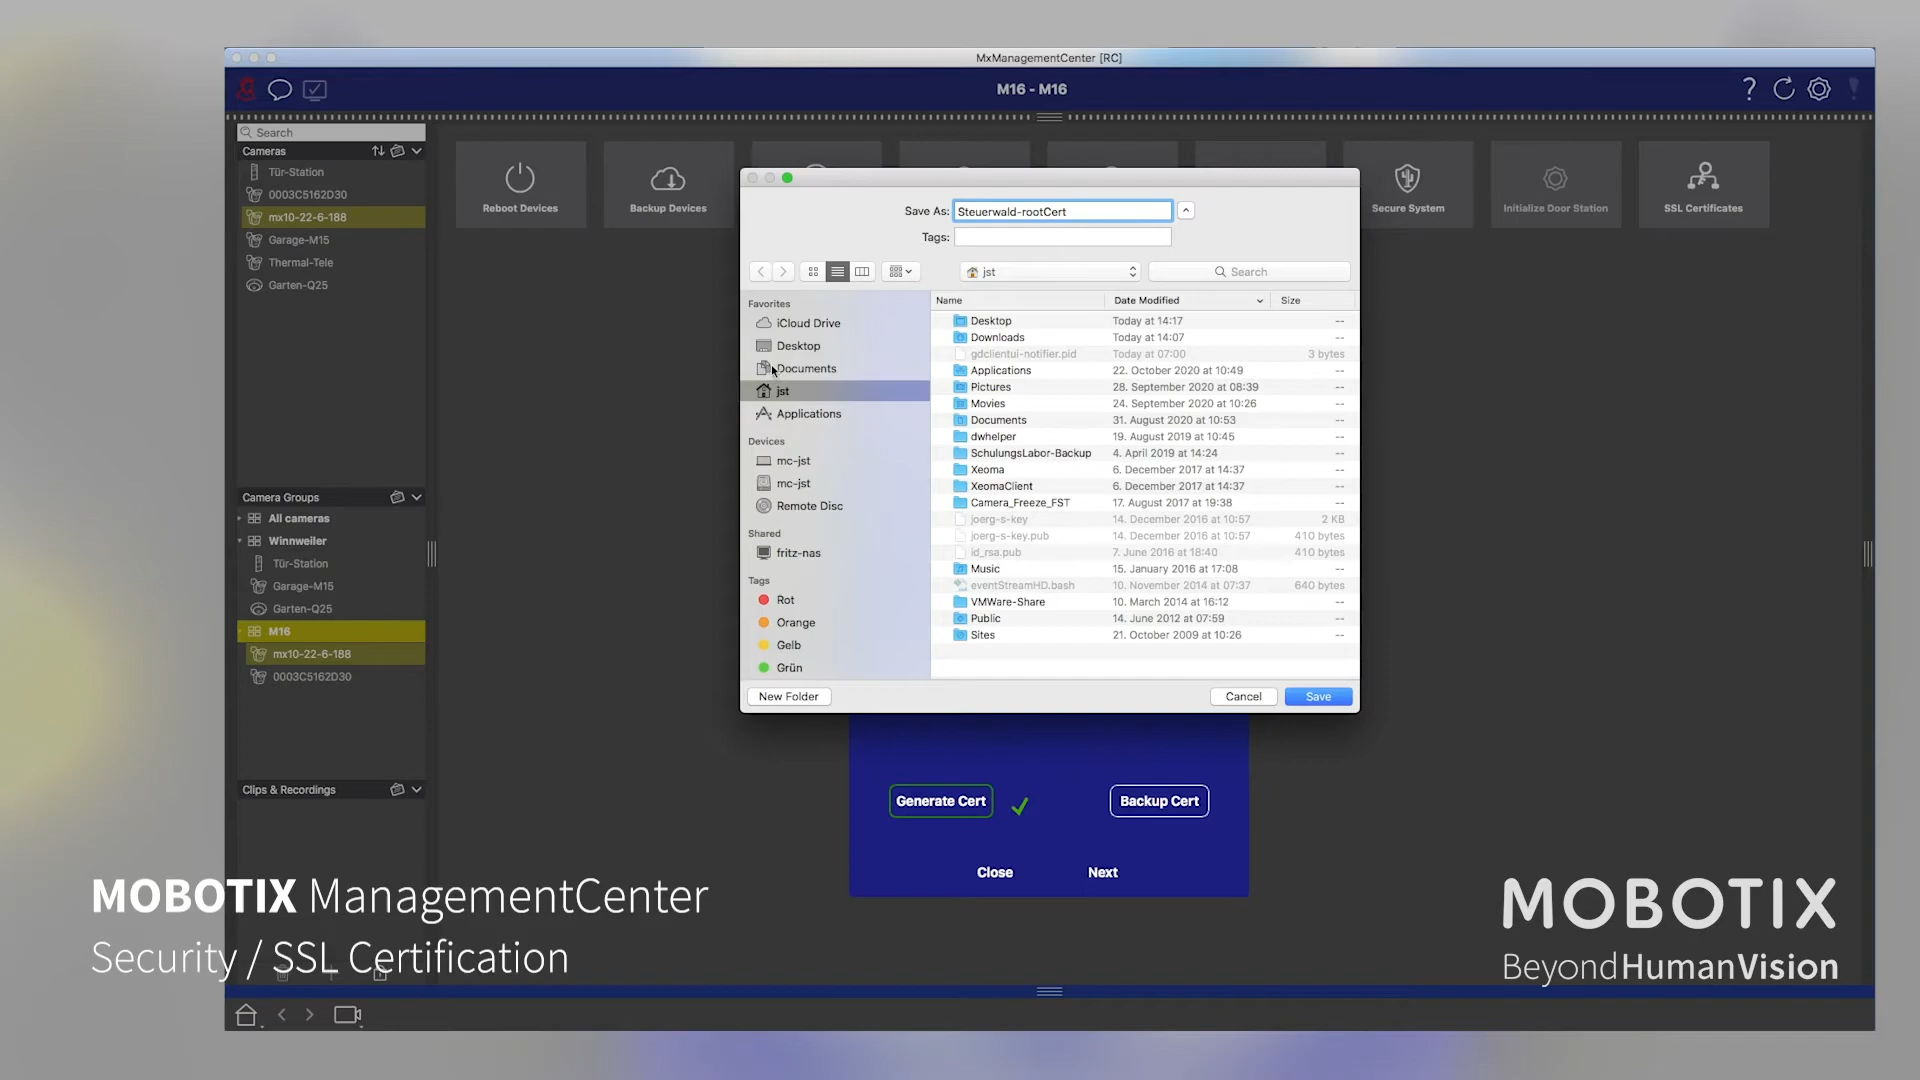 MxManagementCenter [RC]
M16 - M16
?
Search
Cameras
Tür-Station
0003C5162D30
mx10-22-6-188
Garage-M15
Thermal-Tele
Garten-Q25
Camera Groups
All cameras
Winnweiler
Tür-Station
Garage-M15
Garten-Q25
M16
mx10-22-6-188
0003C5162D30
Clips & Recordings
Reboot Devices
Backup Devices
Secure System
Initialize Door Station
SSL Certificates
Save As: Steuerwald-rootCert
Tags:
jst
Search
Favorites
iCloud Drive
Desktop
Documents
jst
Applications
Devices
mc-jst
mc-jst
Remote Disc
Shared
fritz-nas
Tags
Rot
Orange
Gelb
Grün
Name Date Modified Size
Desktop Today at 14:17 --
Downloads Today at 14:07 --
gdclientui-notifier.pid Today at 07:00 3 bytes
Applications 22. October 2020 at 10:49 --
Pictures 28. September 2020 at 08:39 --
Movies 24. September 2020 at 10:26 --
Documents 31. August 2020 at 10:53 --
dwhelper 19. August 2019 at 10:45 --
SchulungsLabor-Backup 4. April 2019 at 14:24 --
Xeoma 6. December 2017 at 14:37 --
XeomaClient 6. December 2017 at 14:37 --
Camera_Freeze_FST 17. August 2017 at 19:38 --
joerg-s-key 14. December 2016 at 10:57 2 KB
joerg-s-key.pub 14. December 2016 at 10:57 410 bytes
id_rsa.pub 7. June 2016 at 18:40 410 bytes
Music 15. January 2016 at 17:08 --
eventStreamHD.bash 10. November 2014 at 07:37 640 bytes
VMWare-Share 10. March 2014 at 16:12 --
Public 14. June 2012 at 07:59 --
Sites 21. October 2009 at 10:26 --
New Folder
Cancel
Save
Generate Cert
Backup Cert
Close
Next
MOBOTIX ManagementCenter
Security / SSL Certification
MOBOTIX
BeyondHumanVision